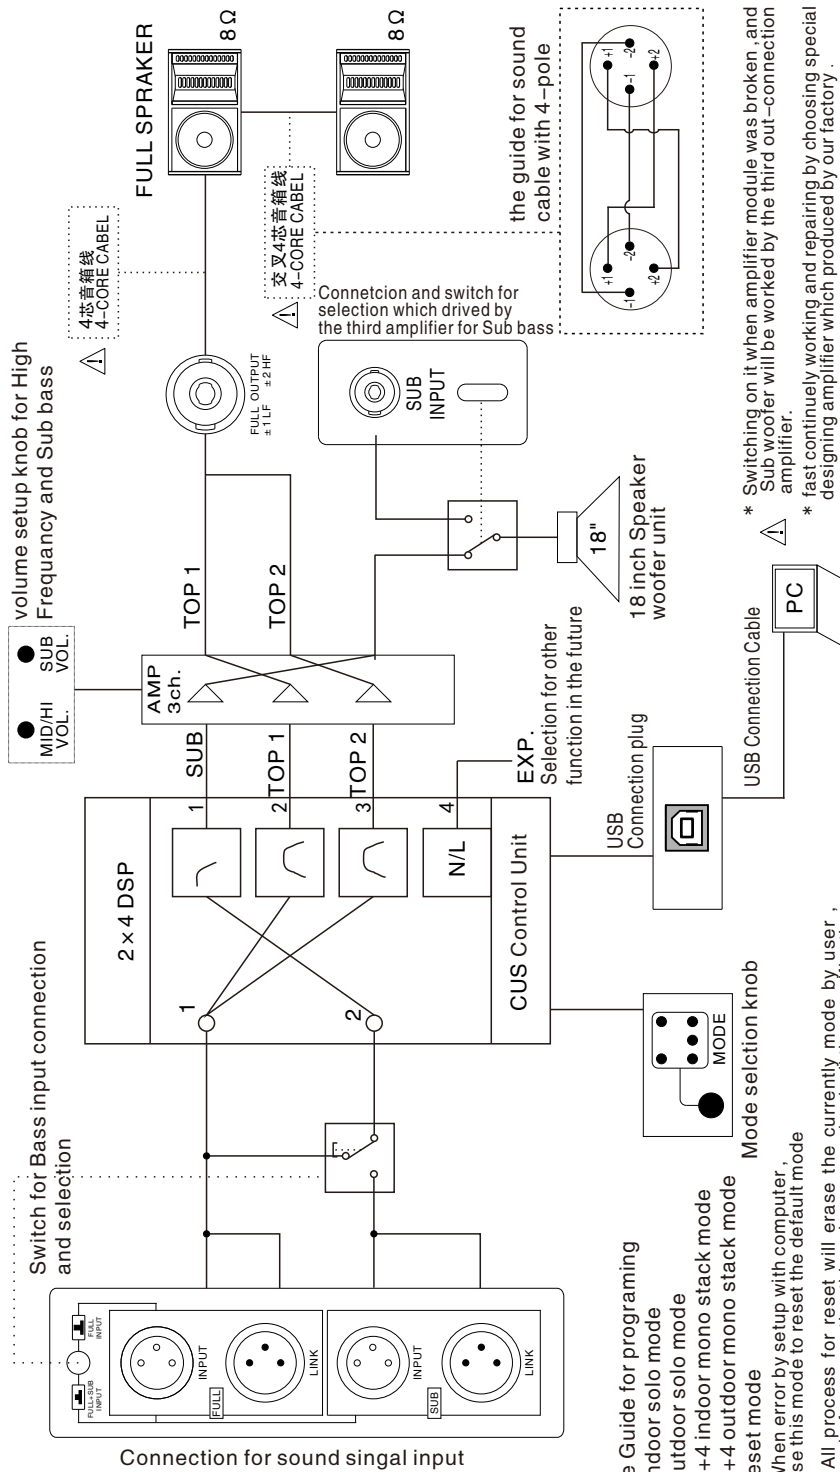 FULL SPRAKER
8Ω
8Ω
4芯音箱线
4-CORE CABEL
交叉4芯音箱线
4-CORE CABEL
the guide for sound
cable with 4-pole
+1
-2
-1
+2
+1
-2
-1
+2
volume setup knob for High
Frequancy and Sub bass
MID/HI
VOL.
SUB
VOL.
FULL OUTPUT
±1 LF ±2 HF
Connetcion and switch for
selection which drived by
the third amplifier for Sub bass
SUB
INPUT
TOP 1
TOP 2
AMP
3ch.
18"
18 inch Speaker
woofer unit
* Switching on it when amplifier module was broken ,and
Sub woofer will be worked by the third out-connection
amplifier.
* fast continuely working and repairing by choosing special
designing amplifier which produced by our factory .
SUB
TOP 1
TOP 2
EXP.
Selection for other
function in the future
2×4 DSP
1
2
3
4
N/L
1
2
CUS Control Unit
USB
Connection plug
USB Connection Cable
PC
Switch for Bass input connection
and selection
MODE
Mode selction knob
FULL+SUB
INPUT
FULL
INPUT
INPUT
LINK
FULL
INPUT
LINK
SUB
Connection for sound singal input
Guide for programing
solo mode
solo mode
+4 indoor mono stack mode
+4 outdoor mono stack mode
mode
error by setup with computer ,
this mode to reset the default mode
All process for reset will erase the currently mode by user ,